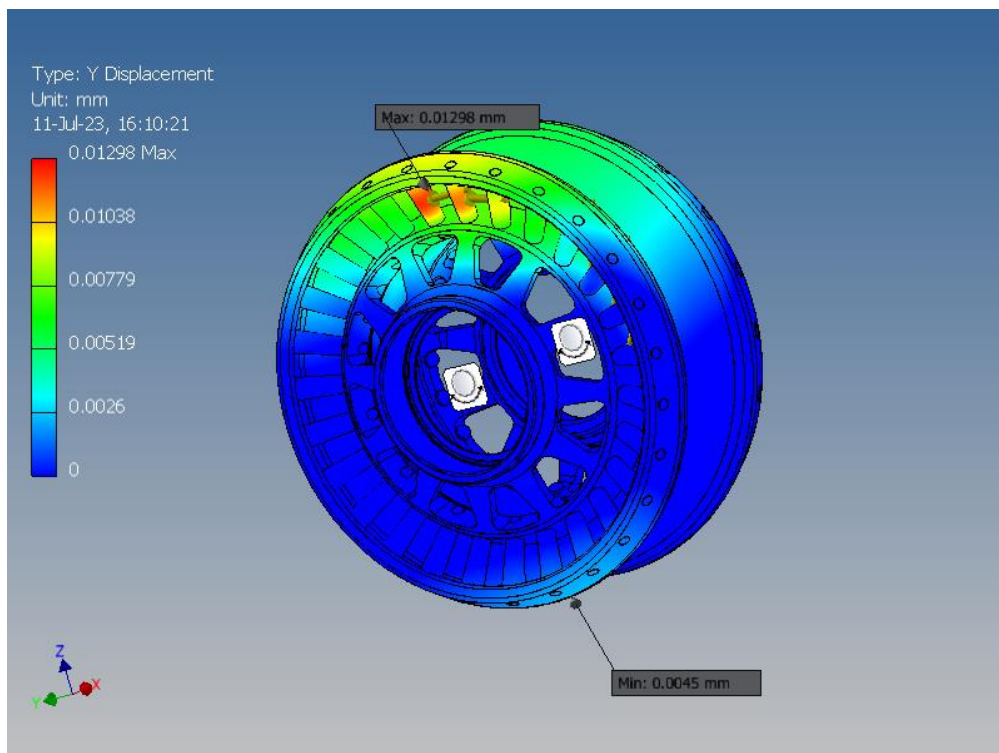 Type: Y Displacement
Unit: mm
11-Jul-23, 16:10:21
0.01298 Max
0.01038
0.00779
0.00519
0.0026
0
Max: 0.01298 mm
Min: 0.0045 mm
Z
Y
X